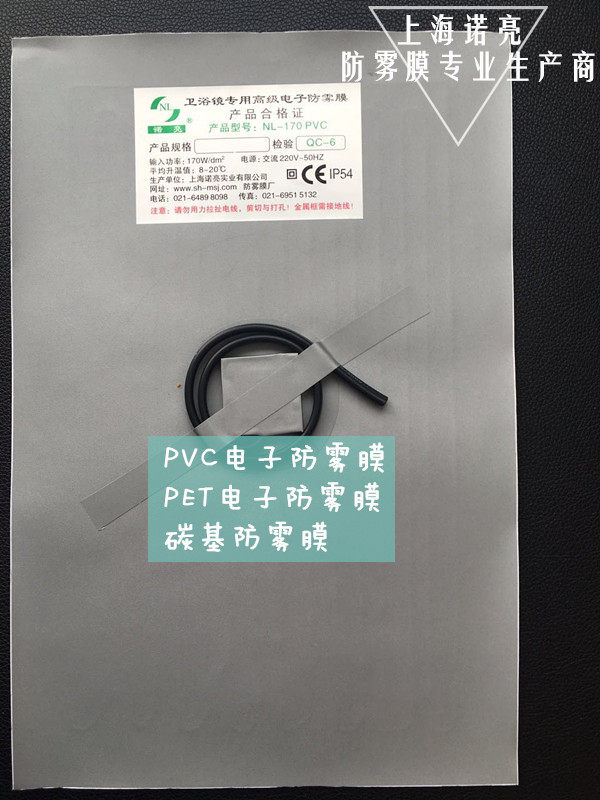 上海诺亮
防雾膜专业生产商
NL
®
诺 亮
卫浴镜专用高级电子防雾膜
产品合格证
产品型号：NL-170 PVC
产品规格 检验 QC-6
输入功率：170W/dm² 电源：交流220V~50HZ
平均升温值：8-20℃
生产单位：上海诺亮实业有限公司
网址：www.sh-msj.com 防雾膜厂
电话：021-6489 8098 传真：021-6951 5132
CE IP54
注意：请勿用力拉扯电线，剪切与打孔！金属框需接地线！
PVC电子防雾膜
PET电子防雾膜
碳基防雾膜